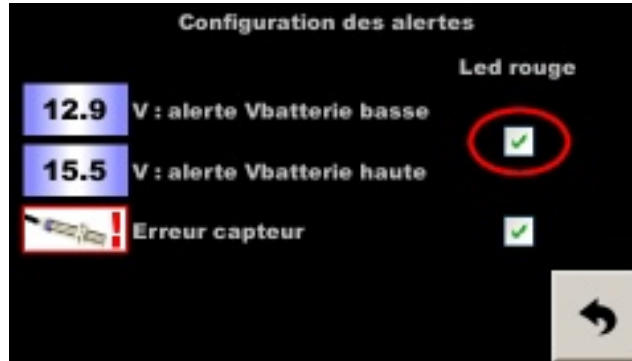 Configuration des alertes
Led rouge
12.9 V : alerte Vbatterie basse
15.5 V : alerte Vbatterie haute
! Erreur capteur